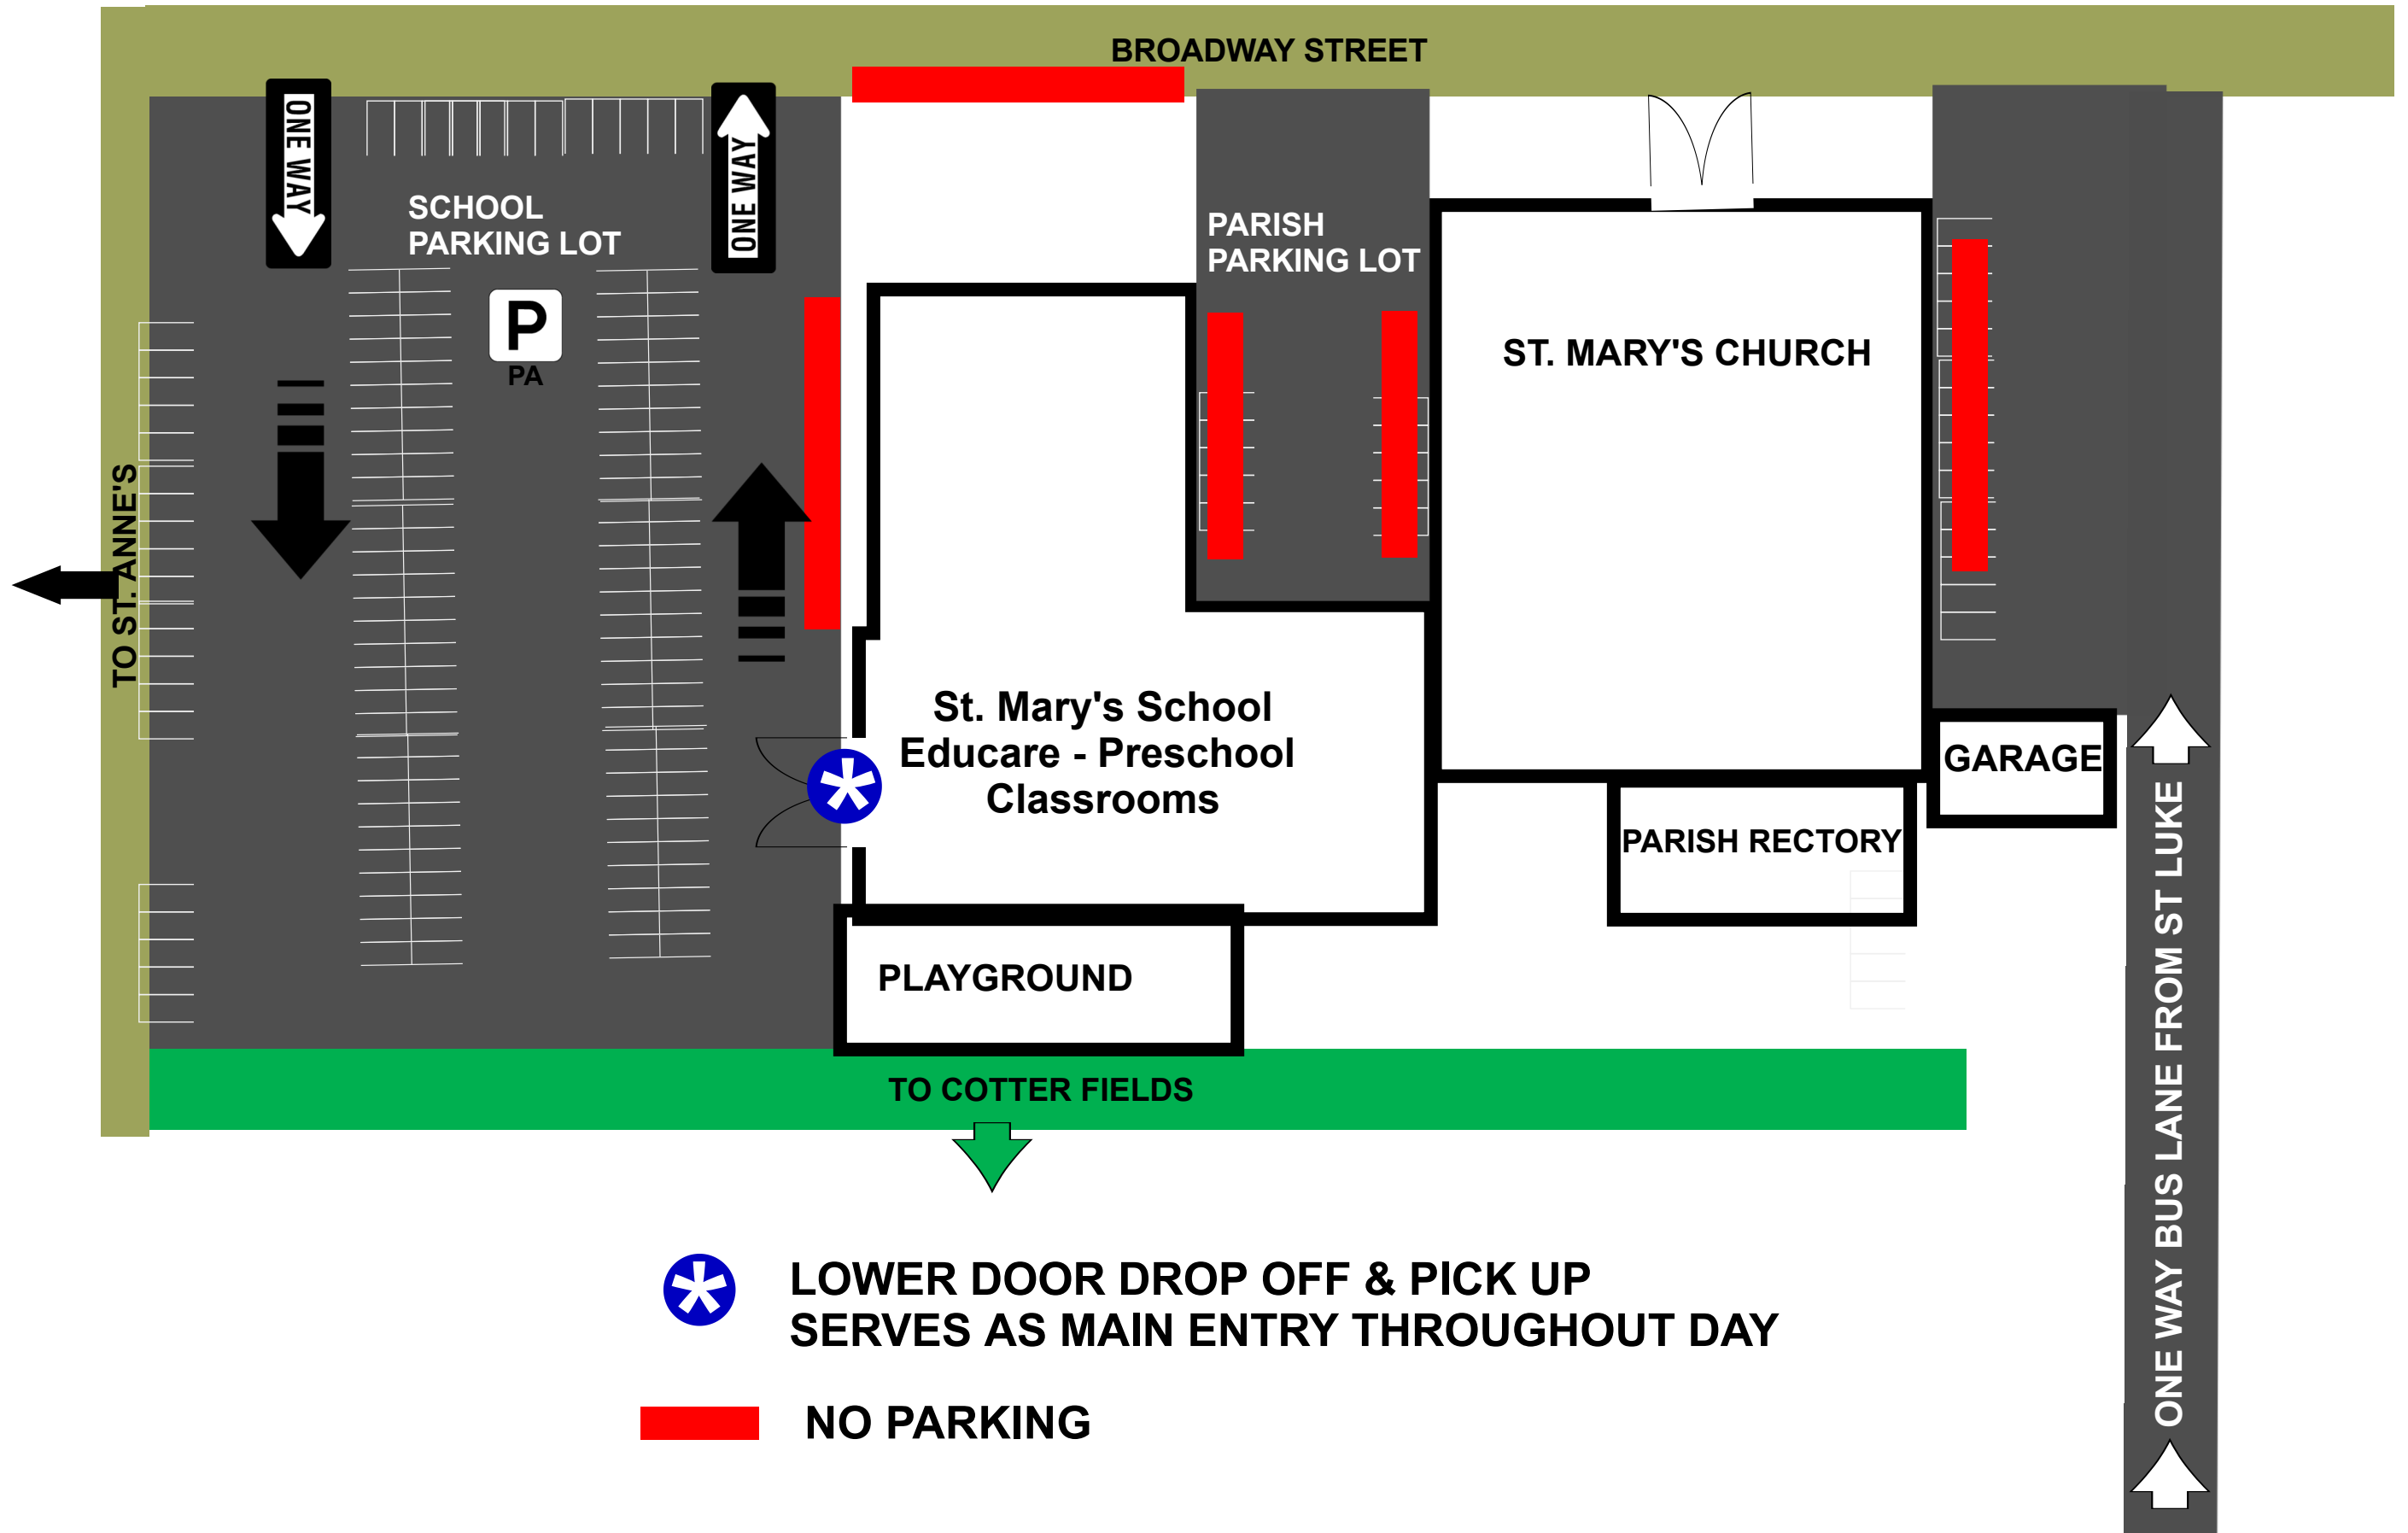 BROADWAY STREET
ONE WAY
ONE WAY
SCHOOL
PARKING LOT
PARISH
PARKING LOT
P
PA
ST. MARY'S CHURCH
TO ST. ANNE'S
St. Mary's School
Educare - Preschool
Classrooms
GARAGE
PARISH RECTORY
PLAYGROUND
ONE WAY BUS LANE FROM ST LUKE
TO COTTER FIELDS
LOWER DOOR DROP OFF & PICK UP
SERVES AS MAIN ENTRY THROUGHOUT DAY
NO PARKING